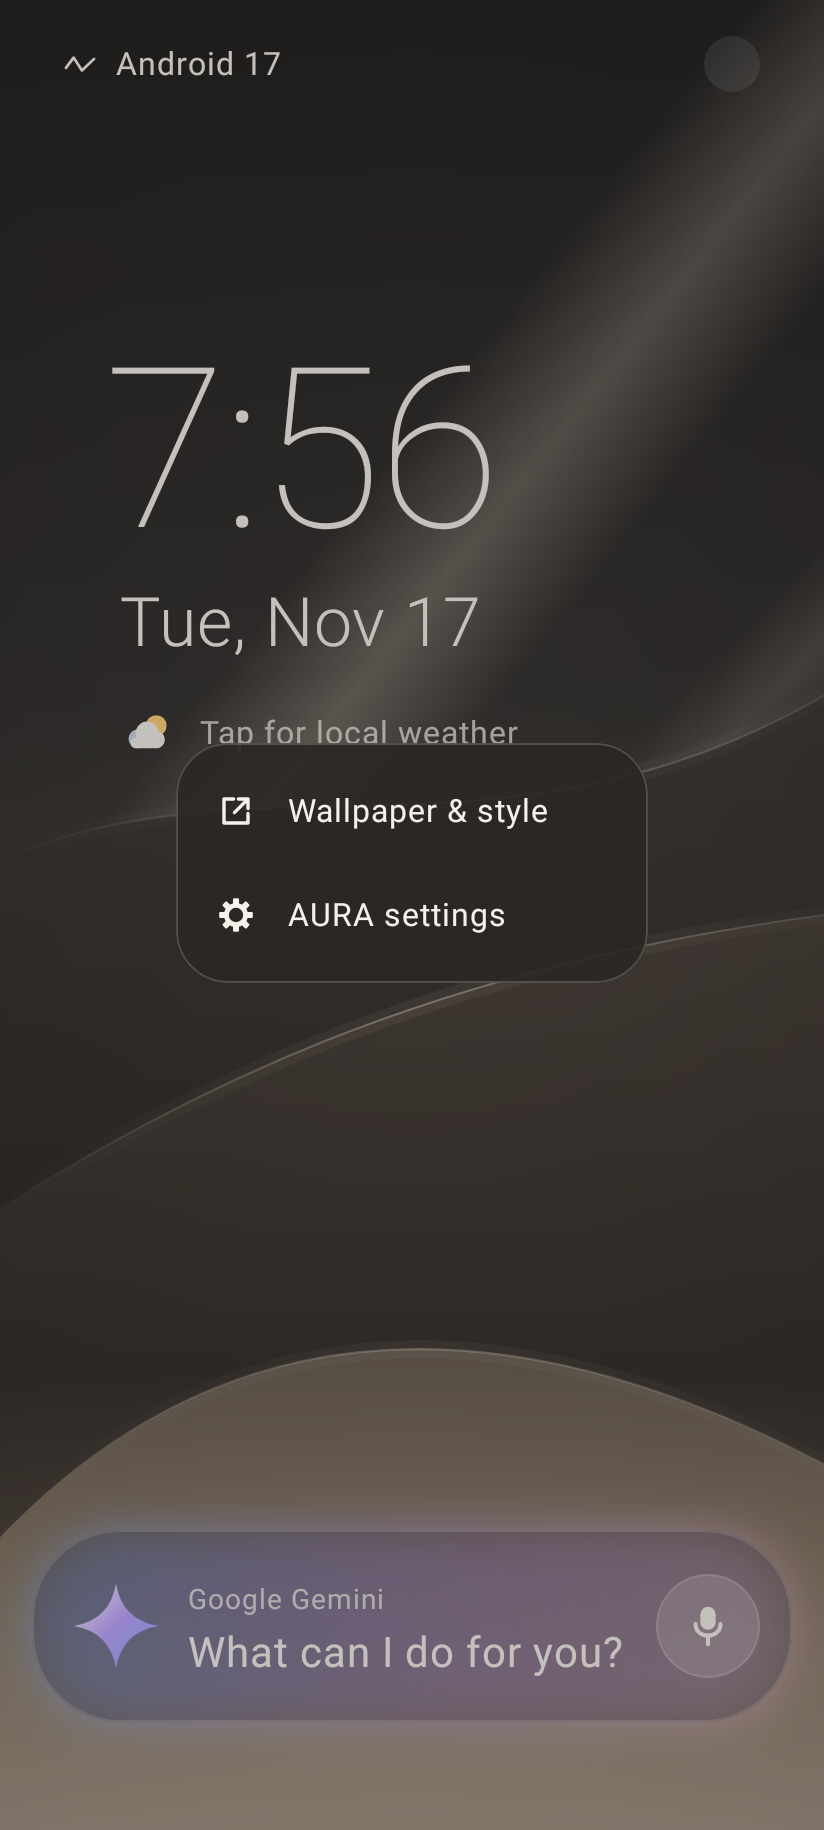 Android 17
7:56
Tue, Nov 17
Tap for local weather
Wallpaper & style
AURA settings
Google Gemini
What can I do for you?